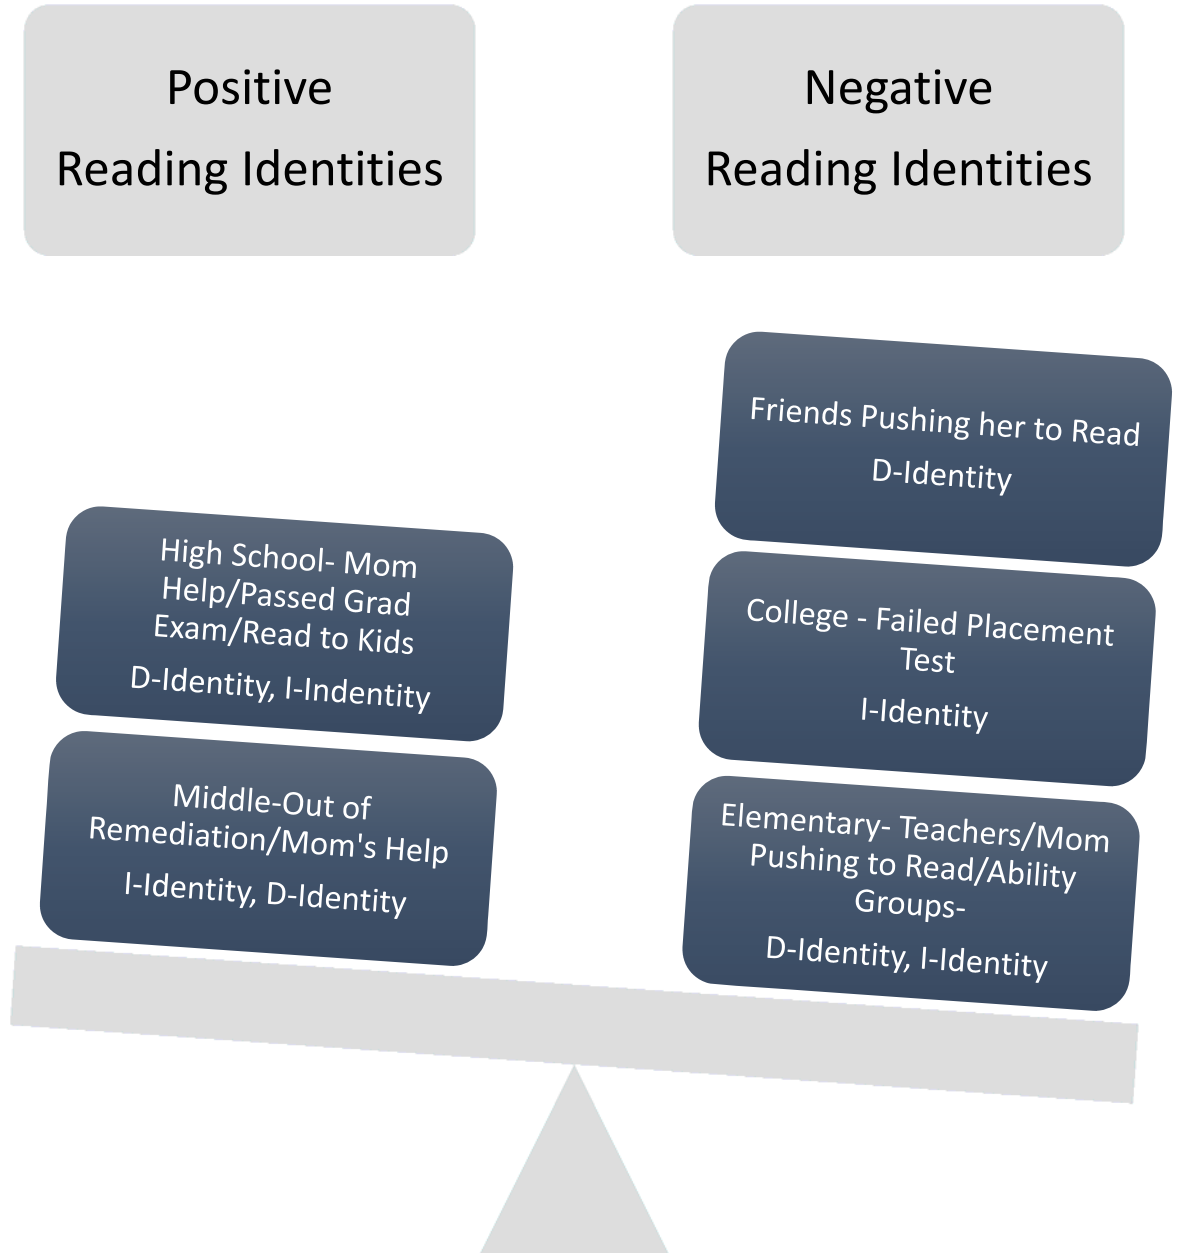 Positive
Reading Identities
Negative
Reading Identities
High School- Mom
Help/Passed Grad
Exam/Read to Kids
D-Identity, I-Indentity
Middle-Out of
Remediation/Mom's Help
I-Identity, D-Identity
Friends Pushing her to Read
D-Identity
College - Failed Placement
Test
I-Identity
Elementary- Teachers/Mom
Pushing to Read/Ability
Groups-
D-Identity, I-Identity